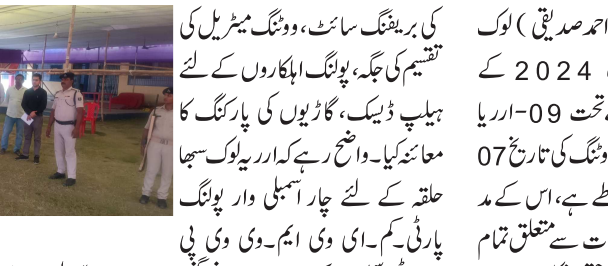 احمد صدیقی ) لوک
2024 کے
تحت 09-ارریا
وٹنگ کی تاریخ 07
طے ہے، اس کے مد
ت سے متعلق تمام
کی بریفنگ سائٹ، ووٹنگ میٹریل کی
تقسیم کی جگہ، پولنگ اہلکاروں کے لئے
ہیلپ ڈیسک، گاڑیوں کی پارکنگ کا
معائنہ کیا۔ واضح رہے کہ ارریہ لوک سبھا
حلقہ کے لئے چار اسمبلی وار پولنگ
پارٹی۔کم۔ای وی ایم۔وی وی پی